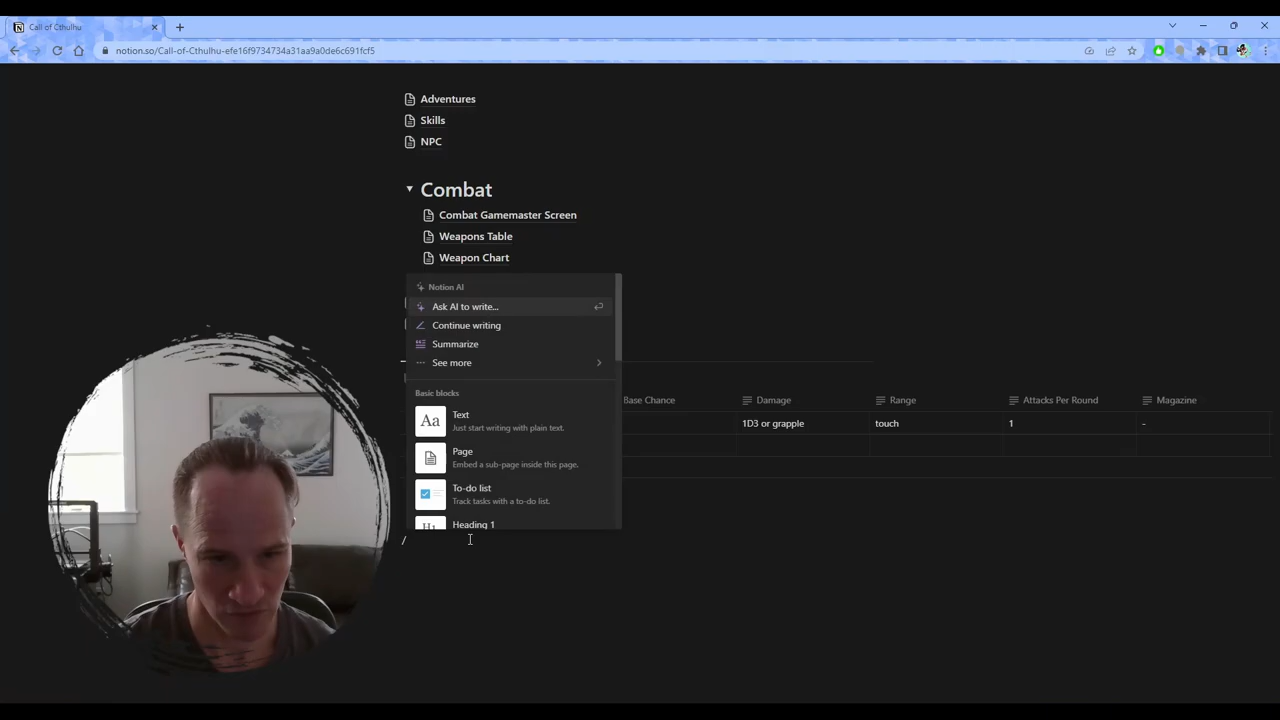 Call of Cthulhu
notion.so/Call-of-Cthulhu-efe16f9734734a31aa9a0de6c691fcf5
Adventures
Skills
NPC
Combat
Combat Gamemaster Screen
Weapons Table
Weapon Chart
Notion AI
Ask AI to write...
Continue writing
Summarize
See more
Basic blocks
Text
Just start writing with plain text.
Page
Embed a sub-page inside this page.
To-do list
Track tasks with a to-do list.
Heading 1
Base Chance Damage Range Attacks Per Round Magazine
1D3 or grapple touch 1 -
/